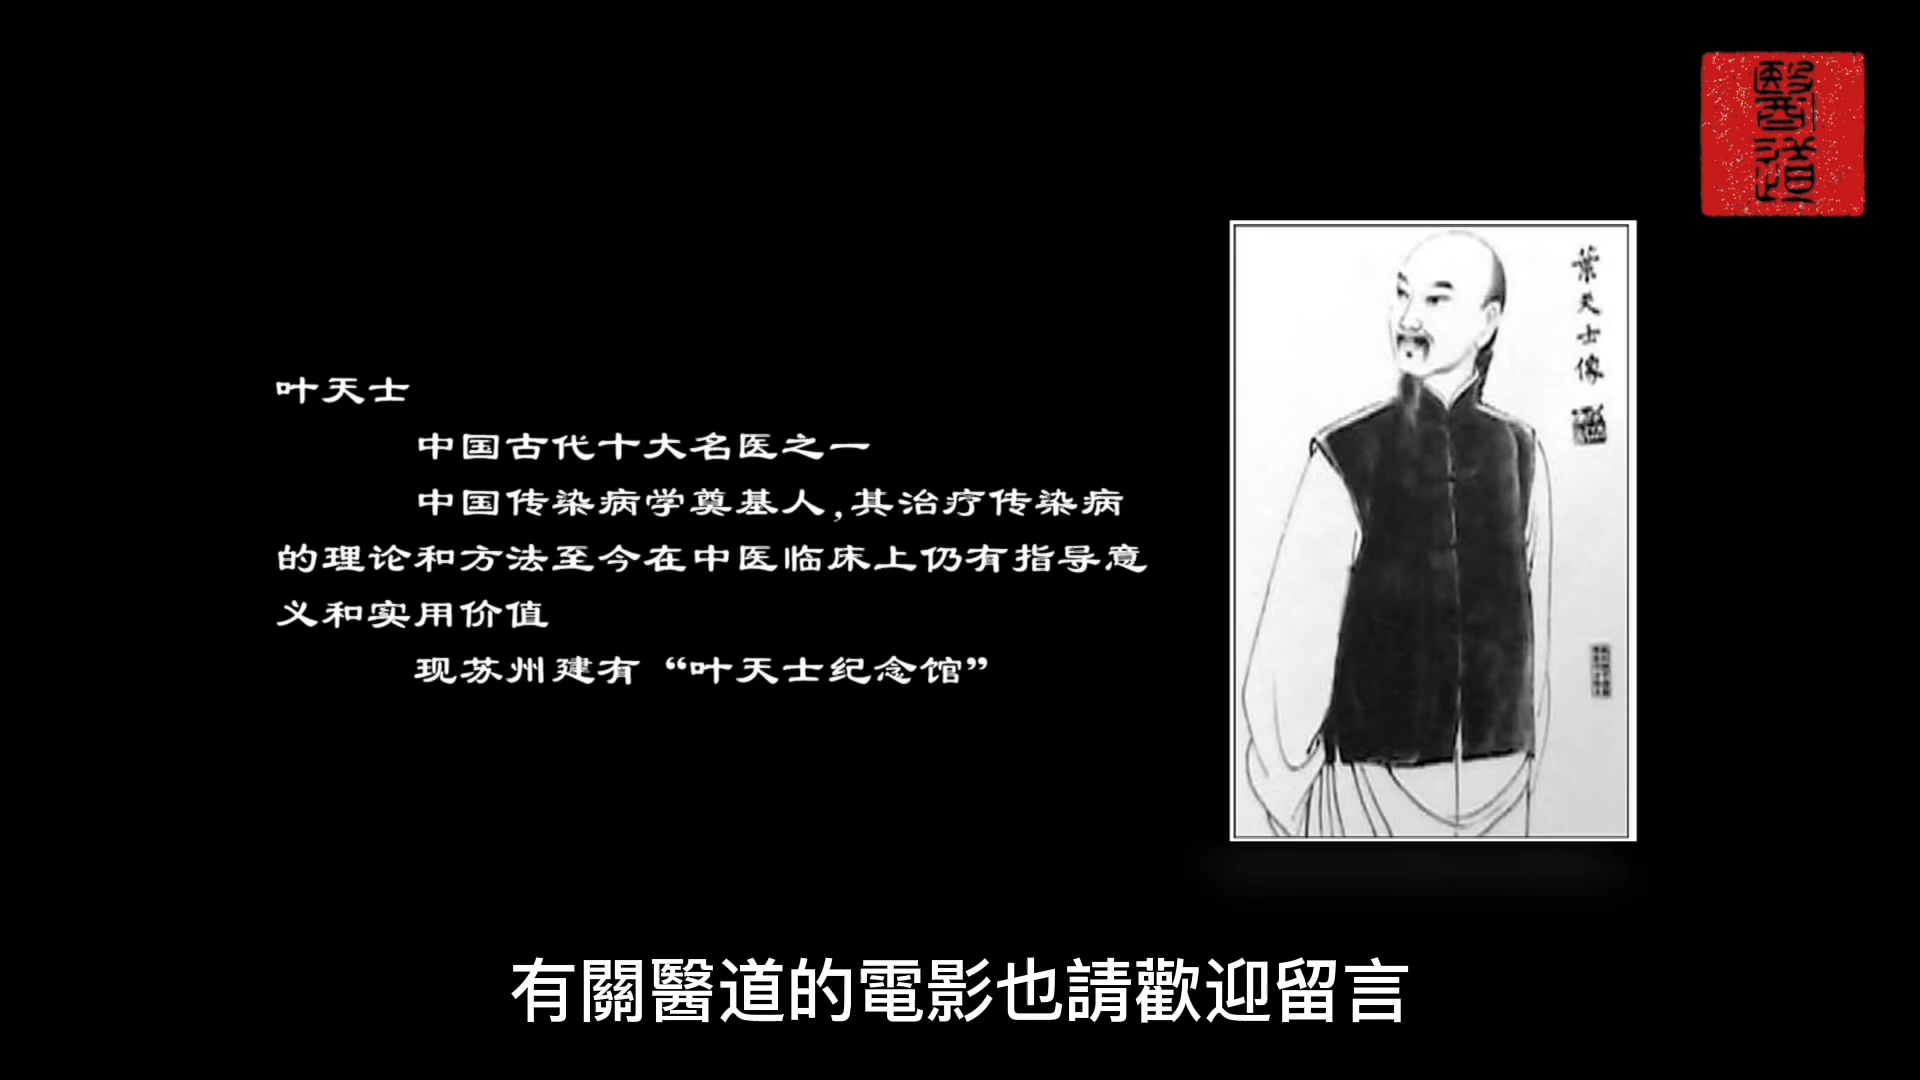 醫道
叶天士
中国古代十大名医之一
中国传染病学奠基人,其治疗传染病
的理论和方法至今在中医临床上仍有指导意
义和实用价值
现苏州建有“叶天士纪念馆”
葉天士像
有關醫道的電影也請歡迎留言